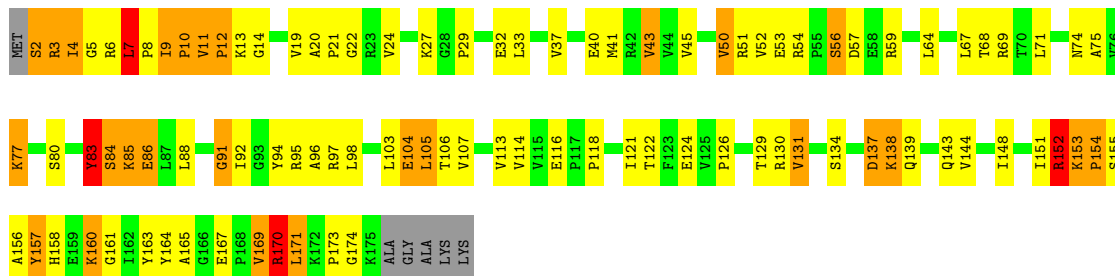 MET S2 R3 I4 G5 R6 L7 P8 I9 P10 V11 P12 K13 G14 V19 A20 P21 G22 R23 V24 K27 G28 P29 E32 L33 V37 E40 M41 R42 V43 V44 V45 V50 R51 V52 E53 R54 P55 S56 D57 E58 R59 L64 L67 T68 R69 T70 L71 N74 A75 V76
K77 S80 Y83 S84 K85 E86 L87 L88 G91 I92 G93 Y94 R95 A96 R97 L98 L103 E104 L105 T106 V107 V113 V114 V115 E116 P117 P118 I121 T122 F123 E124 V125 P126 T129 R130 V131 S134 D137 K138 Q139 Q143 V144 I148 I151 R152 K153 P154 S155
A156 Y157 H158 E159 K160 G161 I162 Y163 Y164 A165 G166 E167 P168 V169 R170 L171 K172 P173 G174 K175 ALA GLY ALA LYS LYS